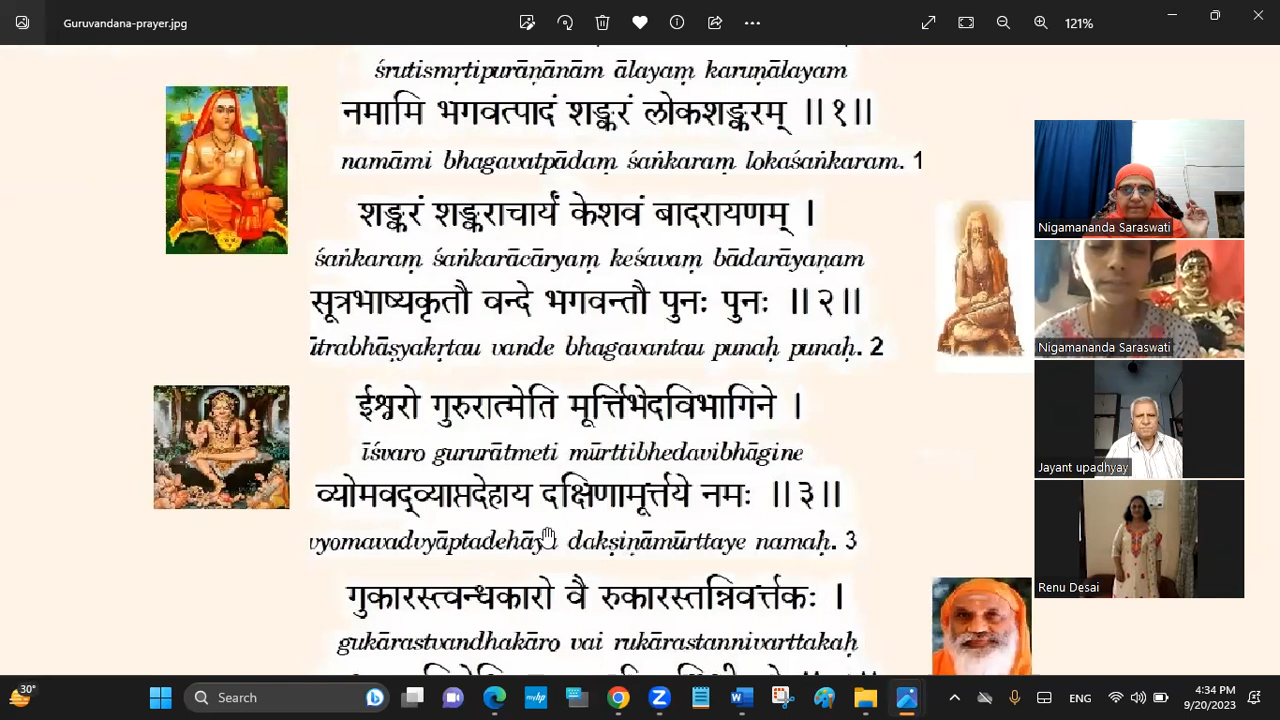 Guruvandana-prayer.jpg
121%
śrutismṛtipurāṇānām ālayaṃ karuṇālayam
नमामि भगवत्पादं शङ्करं लोकशङ्करम् ॥१॥
namāmi bhagavatpādaṃ śaṅkaraṃ lokaśaṅkaram. 1
शङ्करं शङ्कराचार्यं केशवं बादरायणम् ।
śaṅkaraṃ śaṅkarācāryaṃ keśavaṃ bādarāyaṇam
सूत्रभाष्यकृतौ वन्दे भगवन्तौ पुनः पुनः ॥२॥
ūtrabhāṣyakṛtau vande bhagavantau punaḥ punaḥ. 2
ईश्वरो गुरुरात्मेति मूर्त्तिभेदविभागिने ।
īśvaro gururātmeti mūrttibhedavibhāgine
व्योमवद्व्याप्तदेहाय दक्षिणामूर्त्तये नमः ॥३॥
vyomavadvyāptadehāya dakṣiṇāmūrttaye namaḥ. 3
गुकारस्त्वन्धकारो वै रुकारस्तन्निवर्त्तकः ।
gukārastvandhakāro vai rukārastannivarttakaḥ
Nigamananda Saraswati
Nigamananda Saraswati
Jayant upadhyay
Renu Desai
30°
Search
ENG
4:34 PM
9/20/2023